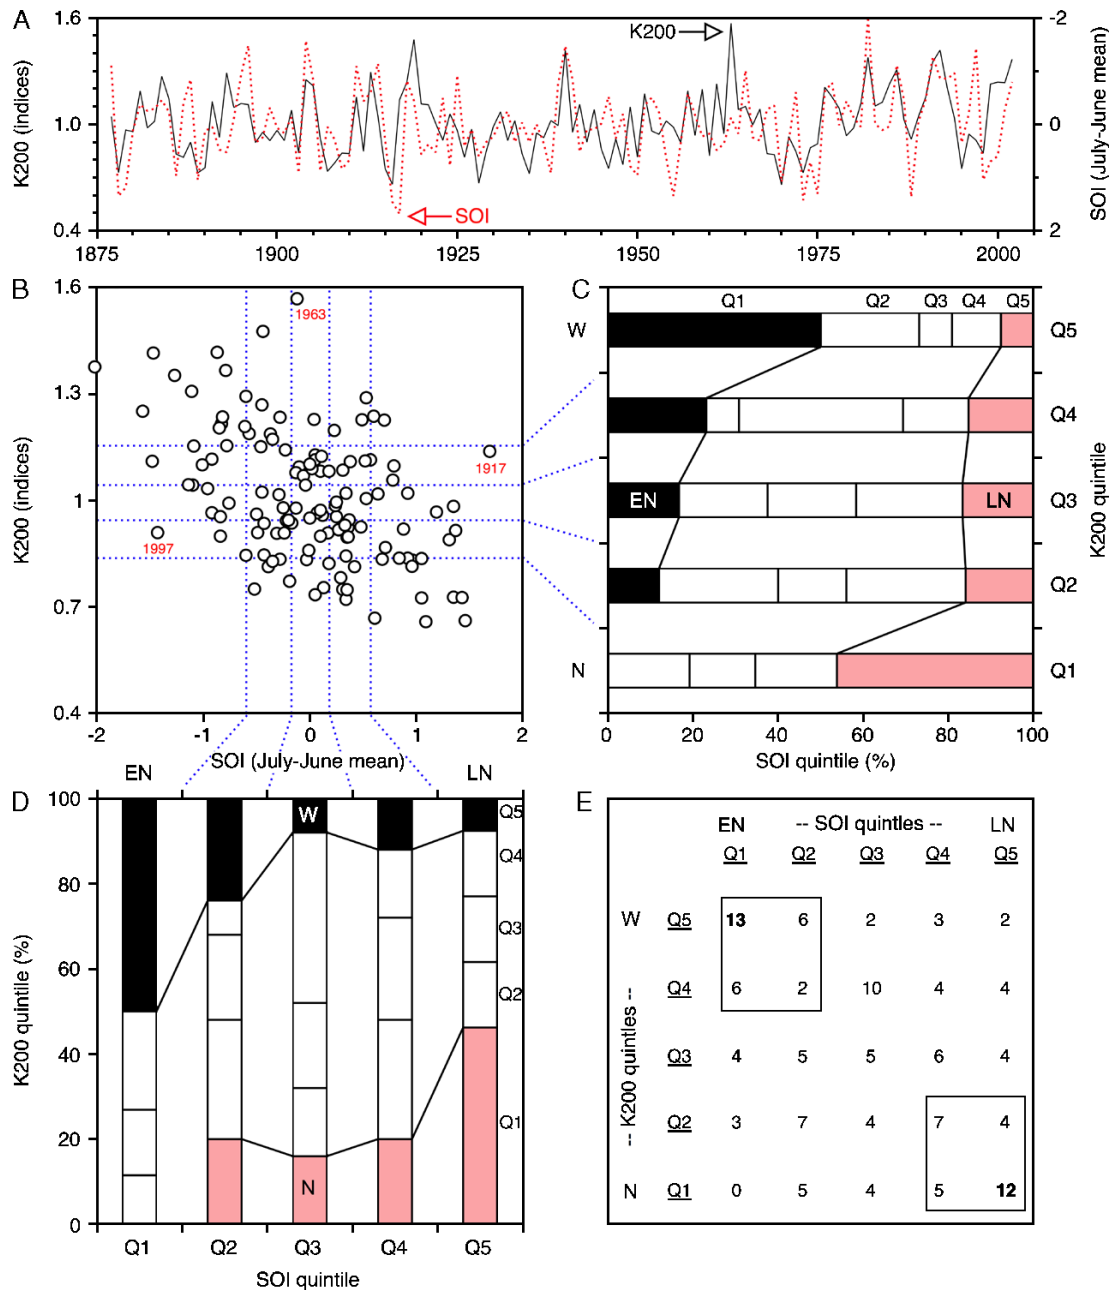 A
K200 (indices)
1.6
1.0
0.4
K200
SOI
-2
0
2
SOI (July-June mean)
1875 1900 1925 1950 1975 2000
B
K200 (indices)
1.6
1.3
1
0.7
0.4
1963
1917
1997
-2 -1 0 1 2
SOI (July-June mean)
C
Q1 Q2 Q3 Q4 Q5
W Q5
Q4
EN LN Q3
Q2
N Q1
K200 quintile
0 20 40 60 80 100
SOI quintile (%)
D
EN LN
K200 quintile (%)
100
80
60
40
20
0
W
N
Q5
Q4
Q3
Q2
Q1
Q1 Q2 Q3 Q4 Q5
SOI quintile
E
EN -- SOI quintles -- LN
Q1 Q2 Q3 Q4 Q5
W Q5 13 6 2 3 2
Q4 6 2 10 4 4
Q3 4 5 5 6 4
Q2 3 7 4 7 4
N Q1 0 5 4 5 12
-- K200 quintles --